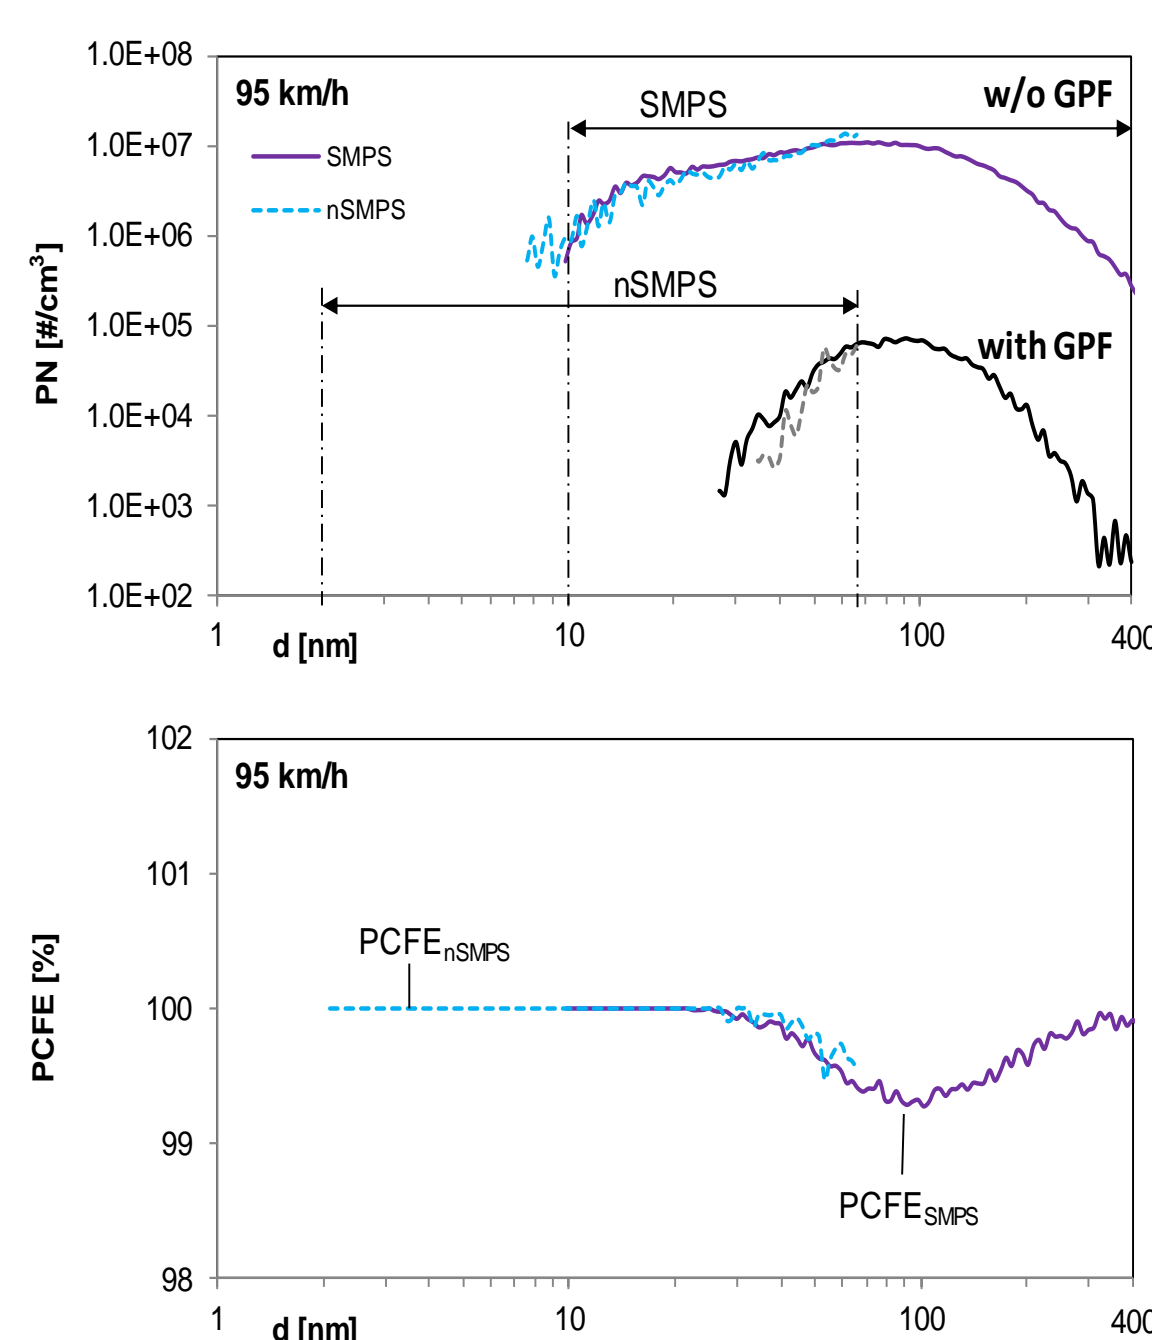 1.0E+08
95 km/h
SMPS
w/o GPF
1.0E+07
SMPS
nSMPS
1.0E+06
nSMPS
PN [#/cm³]
1.0E+05
with GPF
1.0E+04
1.0E+03
1.0E+02
1
10
100
400
d [nm]
102
95 km/h
101
PCFEnSMPS
PCFE [%]
100
99
PCFESMPS
98
1
10
100
400
d [nm]